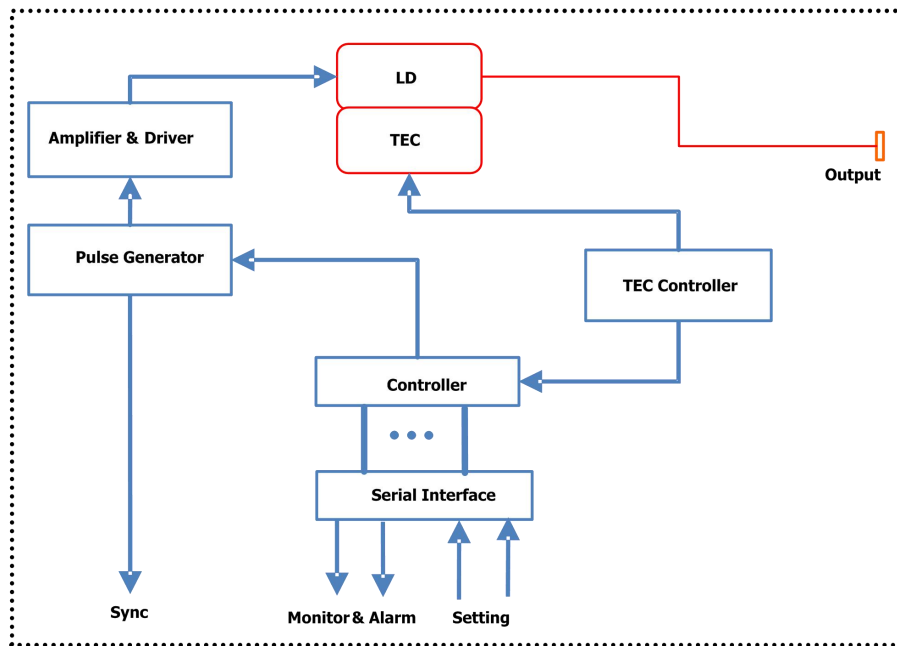 LD
Amplifier & Driver
TEC
Output
Pulse Generator
TEC Controller
Controller
Serial Interface
Sync
Monitor & Alarm
Setting